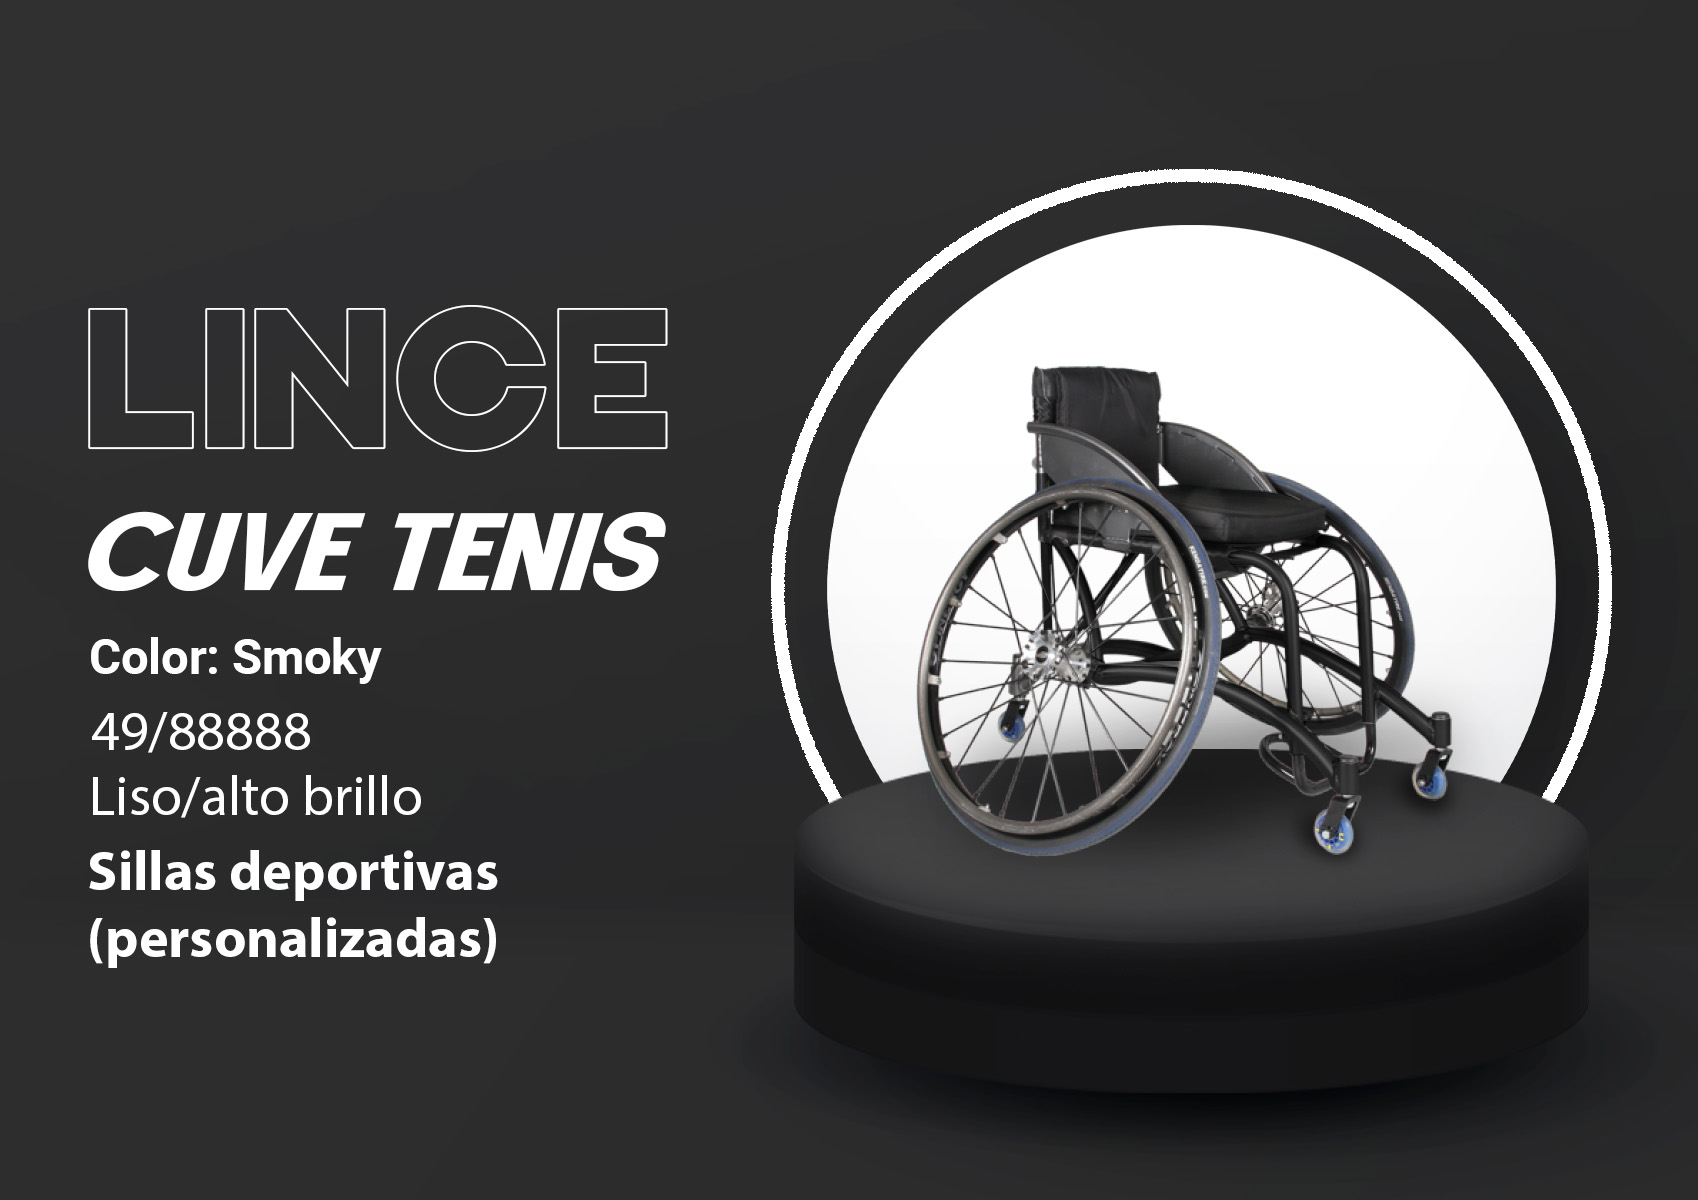 LINCE
CUVE TENIS
Color: Smoky
49/88888
Liso/alto brillo
Sillas deportivas
(personalizadas)